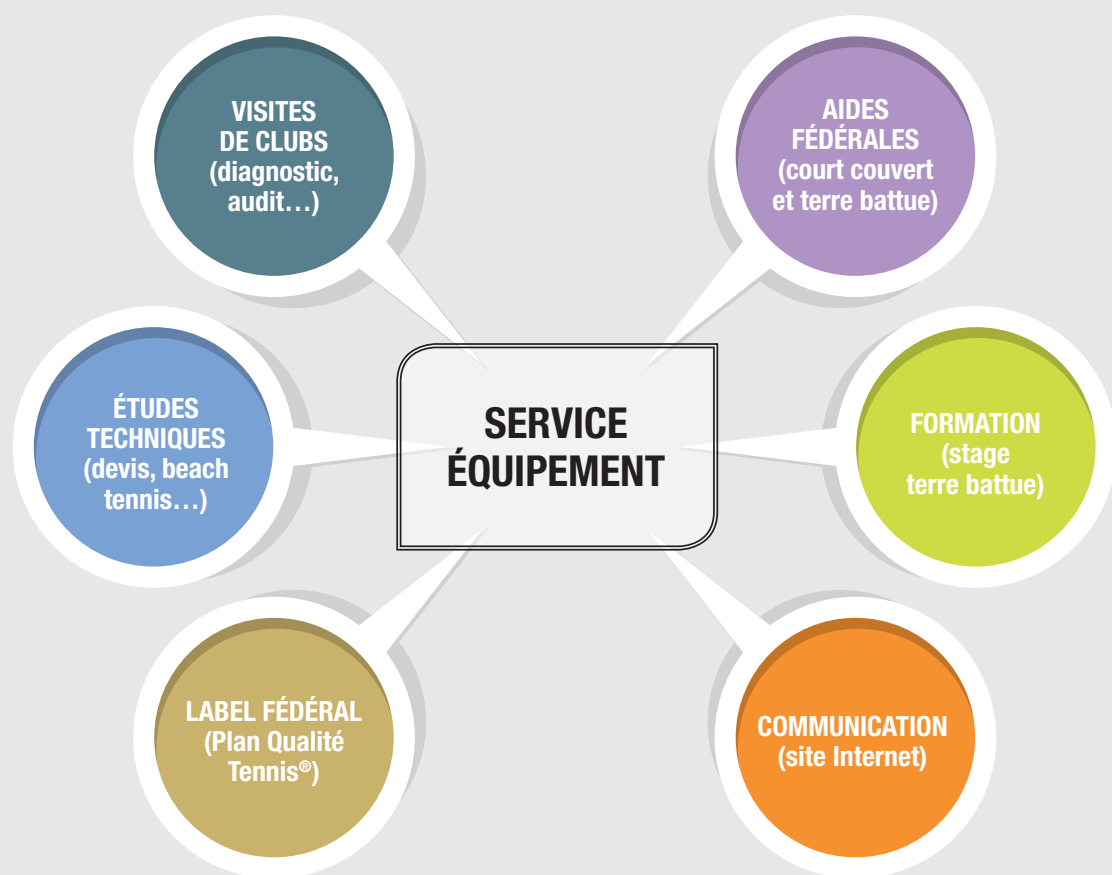 VISITES
DE CLUBS
(diagnostic,
audit…)
AIDES
FÉDÉRALES
(court couvert
et terre battue)
ÉTUDES
TECHNIQUES
(devis, beach
tennis…)
SERVICE
ÉQUIPEMENT
FORMATION
(stage
terre battue)
LABEL FÉDÉRAL
(Plan Qualité
Tennis®)
COMMUNICATION
(site Internet)